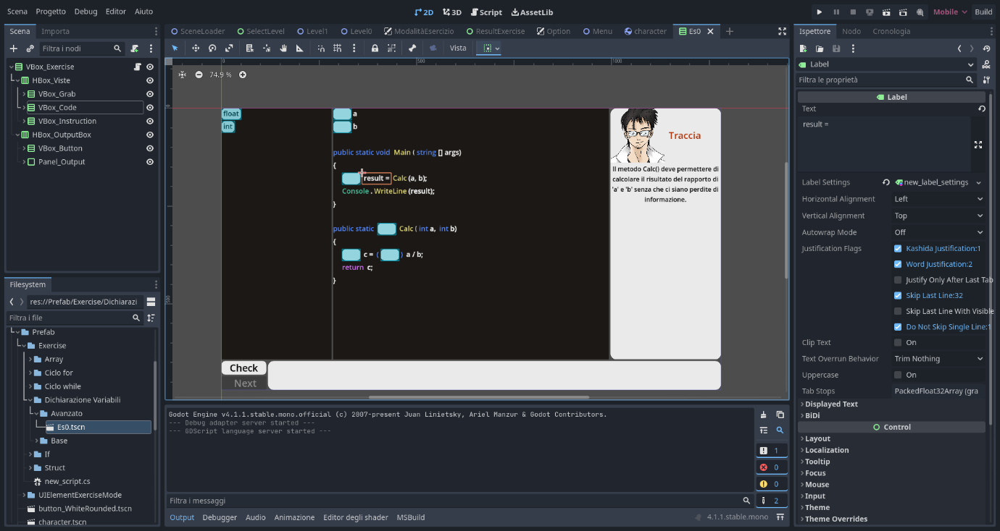 Scena Progetto Debug Editor Aiuto
2D 3D Script AssetLib
Mobile Build
Scena Importa
Filtra i nodi
VBox_Exercise
HBox_Viste
VBox_Grab
VBox_Code
VBox_Instruction
HBox_OutputBox
VBox_Button
Panel_Output
Filesystem
res://Prefab/Exercise/Dichiarazi
Filtra i file
Prefab
Exercise
Array
Ciclo for
Ciclo while
Dichiarazione Variabili
Avanzato
Es0.tscn
Base
If
Struct
new_script.cs
UIElementExerciseMode
button_WhiteRounded.tscn
character.tscn
SceneLoader SelectLevel Level1 Level0 ModalitàEsercizio ResultExercise Option Menu character Es0
Vista
0 500 1000
74.9 %
0
500
float
int
a
b
public static void Main ( string [] args)
{
result = Calc (a, b);
Console . WriteLine (result);
}
public static Calc ( int a, int b)
{
c = ( ) a / b;
return c;
}
Traccia
Il metodo Calc() deve permettere di
calcolare il risultato del rapporto di
'a' e 'b' senza che ci siano perdite di
informazione.
Check
Next
Godot Engine v4.1.1.stable.mono.official (c) 2007-present Juan Linietsky, Ariel Manzur & Godot Contributors.
--- Debug adapter server started ---
--- GDScript language server started ---
1
0
0
2
Filtra i messaggi
Output Debugger Audio Animazione Editor degli shader MSBuild
4.1.1.stable.mono
Ispettore Nodo Cronologia
Label
DOC
Filtra le proprietà
Label
Text
result =
Label Settings new_label_settings
Horizontal Alignment Left
Vertical Alignment Top
Autowrap Mode Off
Justification Flags Kashida Justification:1
Word Justification:2
Justify Only After Last Tab
Skip Last Line:32
Skip Last Line With Visible
Do Not Skip Single Line:1
Clip Text On
Text Overrun Behavior Trim Nothing
Uppercase On
Tab Stops PackedFloat32Array (gra
Displayed Text
BiDi
Control
Layout
Localization
Tooltip
Focus
Mouse
Input
Theme
Theme Overrides